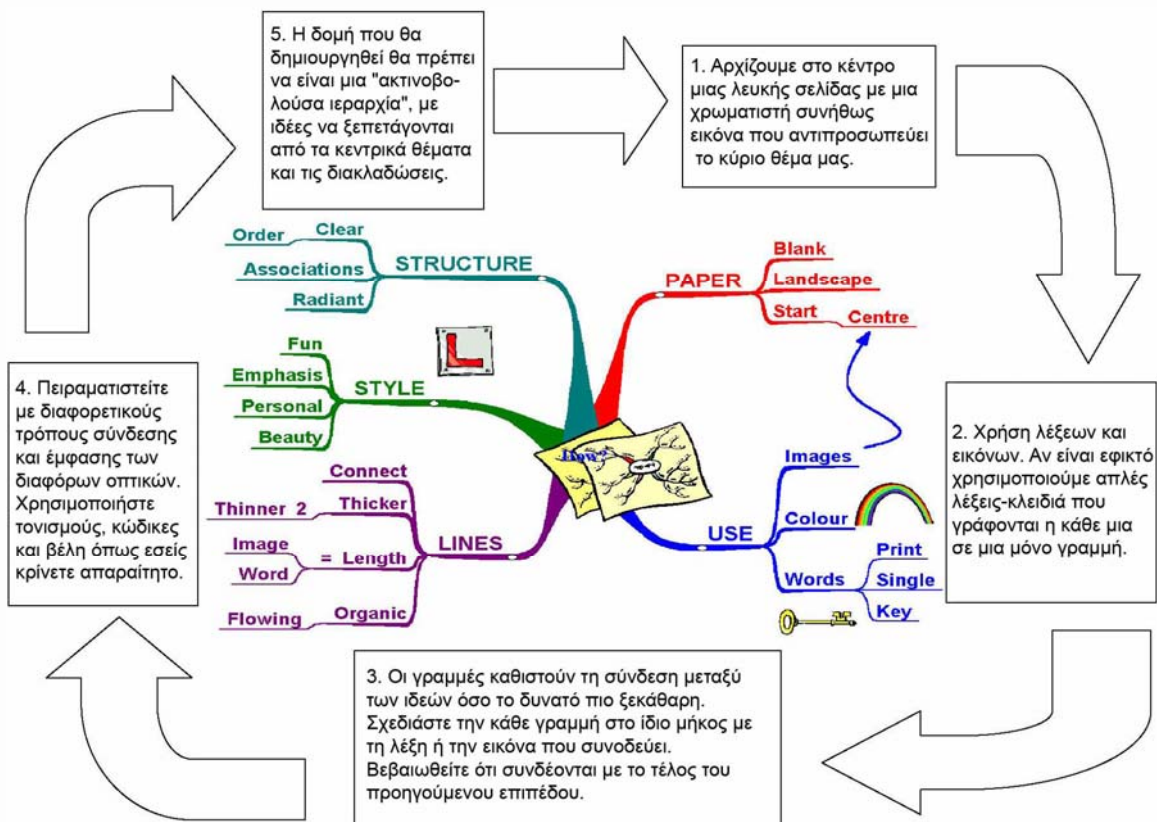 5. Η δομή που θα
δημιουργηθεί θα πρέπει
να είναι μια "ακτινοβο-
λούσα ιεραρχία", με
ιδέες να ξεπετάγονται
από τα κεντρικά θέματα
και τις διακλαδώσεις.
1. Αρχίζουμε στο κέντρο
μιας λευκής σελίδας με μια
χρωματιστή συνήθως
εικόνα που αντιπροσωπεύει
το κύριο θέμα μας.
Order Clear
Associations
Radiant
STRUCTURE
PAPER
Blank
Landscape
Start Centre
Fun
Emphasis
Personal
Beauty
STYLE
L
4. Πειραματιστείτε
με διαφορετικούς
τρόπους σύνδεσης
και έμφασης των
διαφόρων οπτικών.
Χρησιμοποιήστε
τονισμούς, κώδικες
και βέλη όπως εσείς
κρίνετε απαραίτητο.
2. Χρήση λέξεων και
εικόνων. Αν είναι εφικτό
χρησιμοποιούμε απλές
λέξεις-κλειδιά που
γράφονται η κάθε μια
σε μια μόνο γραμμή.
How?
Connect
Thinner 2 Thicker
Image
Word
= Length
Flowing Organic
LINES
USE
Images
Colour
Words
Print
Single
Key
3. Οι γραμμές καθιστούν τη σύνδεση μεταξύ
των ιδεών όσο το δυνατό πιο ξεκάθαρη.
Σχεδιάστε την κάθε γραμμή στο ίδιο μήκος με
τη λέξη ή την εικόνα που συνοδεύει.
Βεβαιωθείτε ότι συνδέονται με το τέλος του
προηγούμενου επιπέδου.